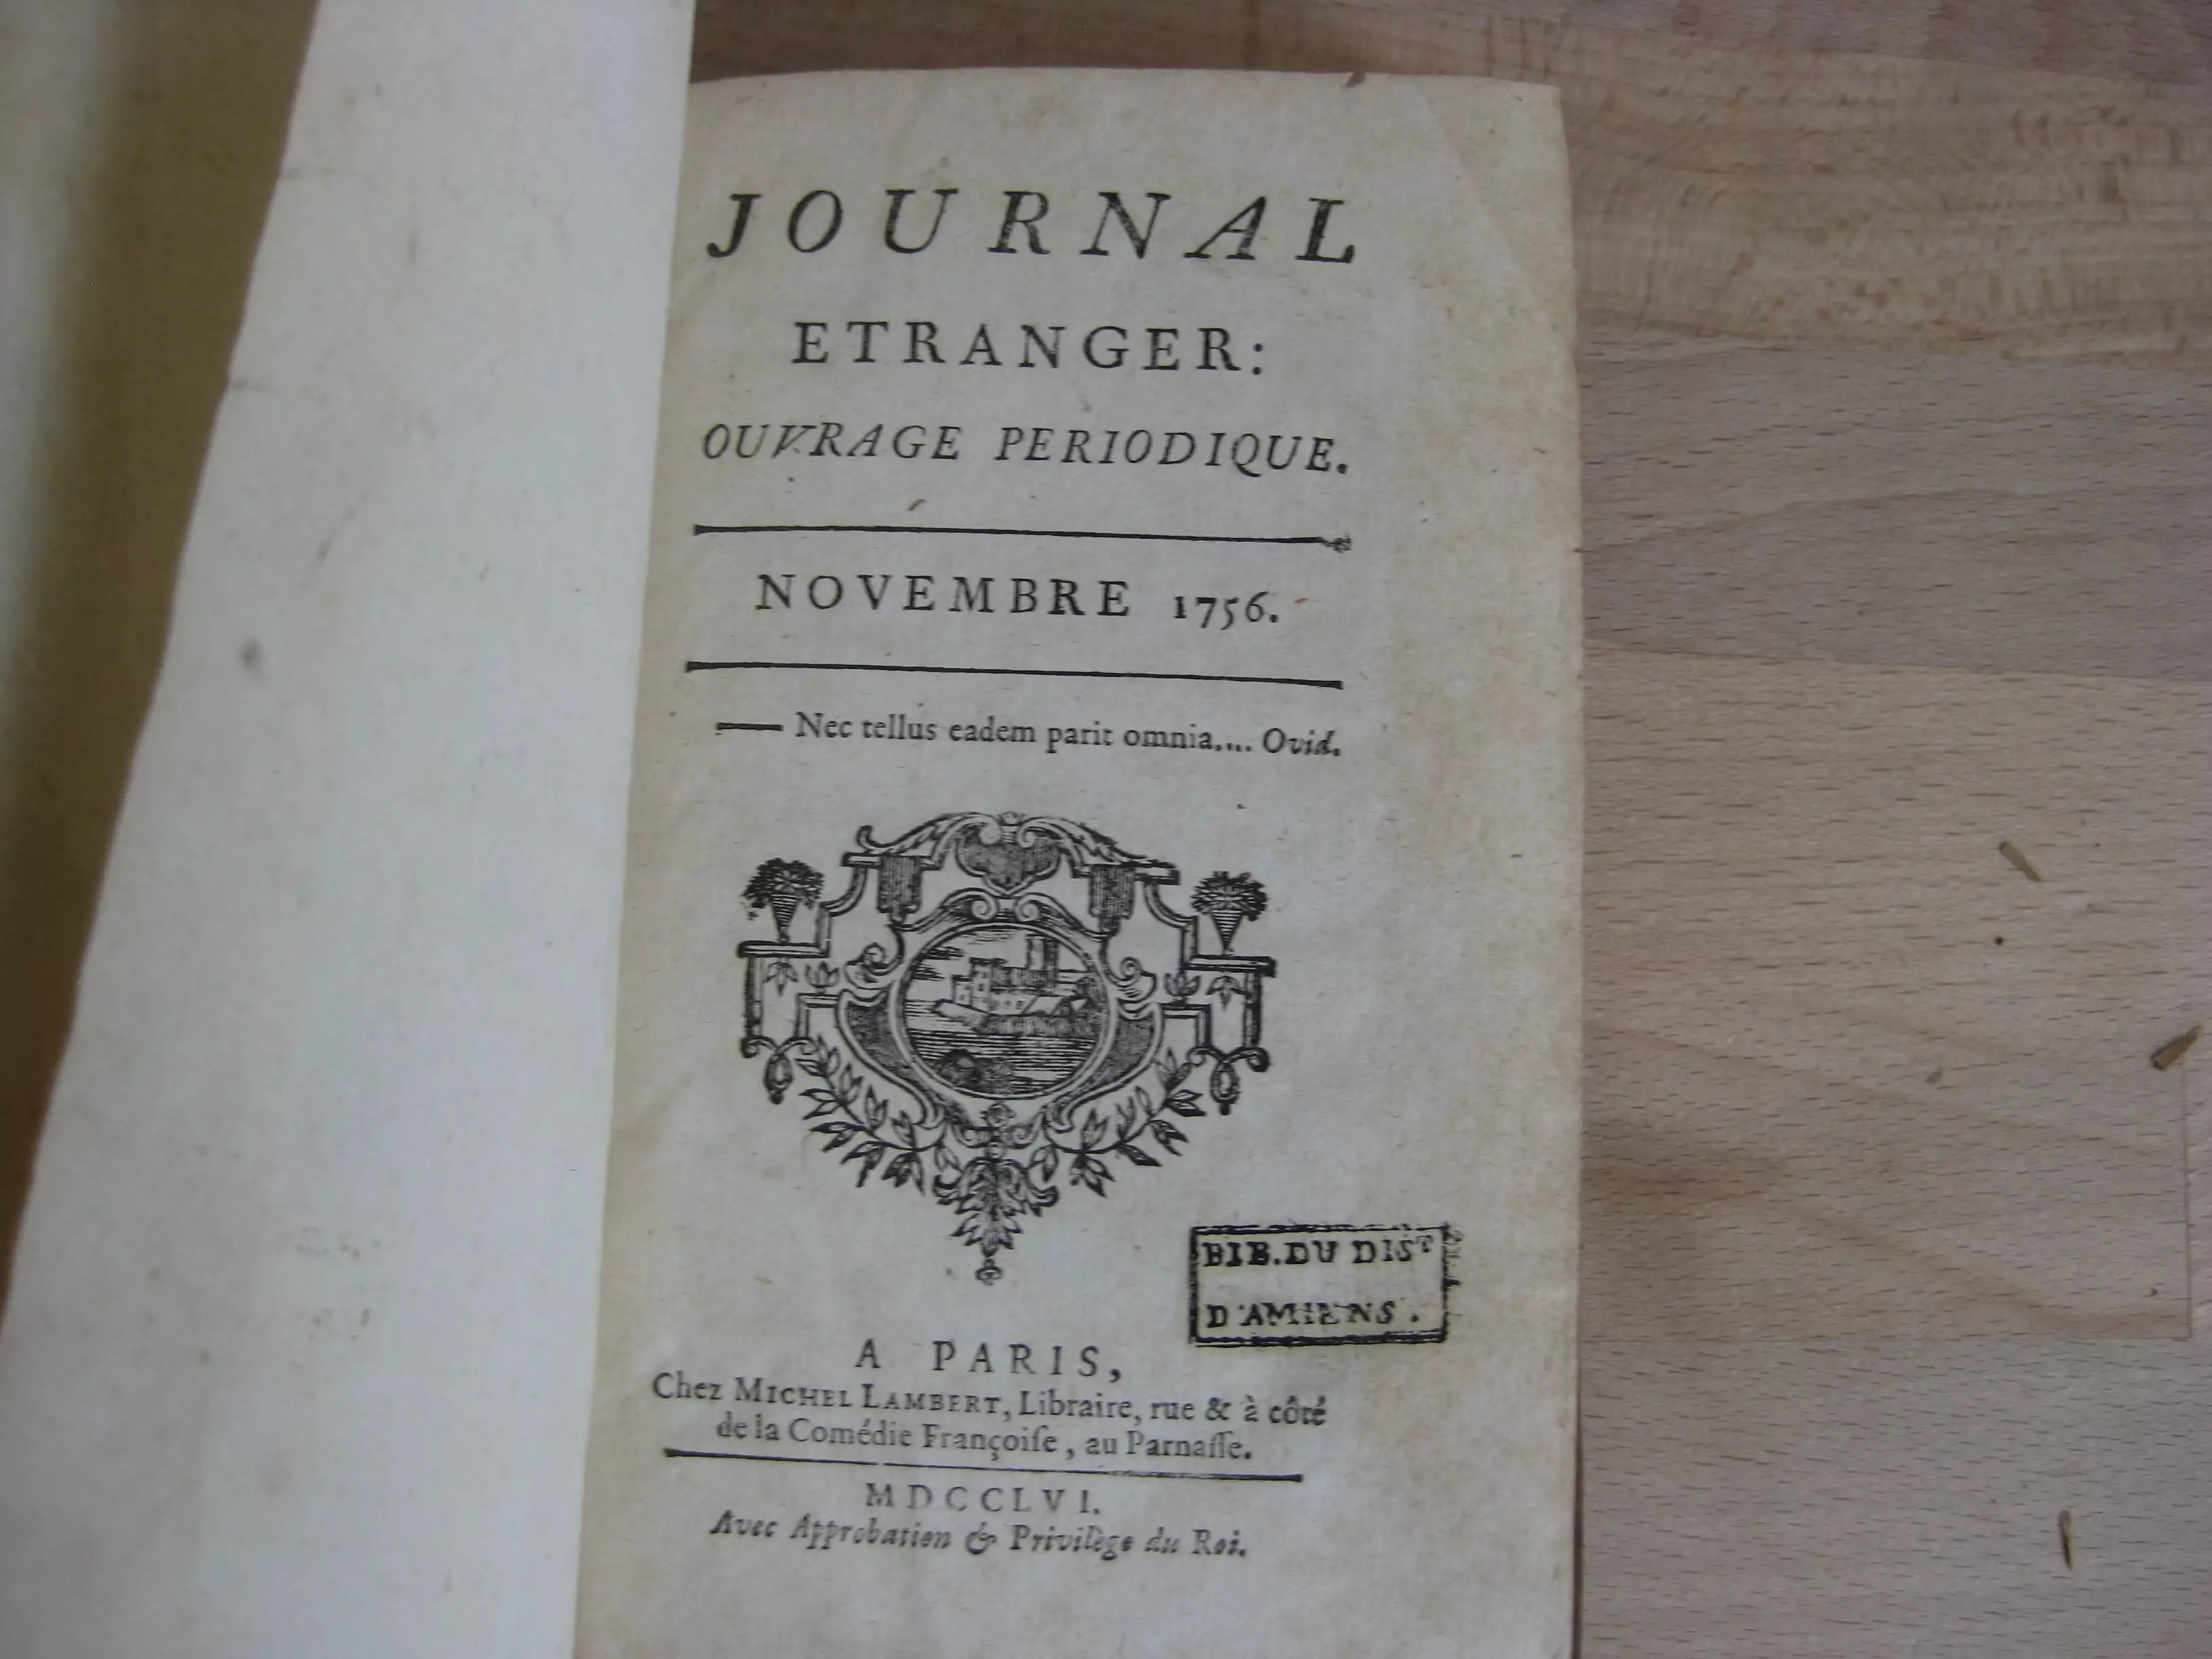 JOURNAL
ETRANGER:
OUVRAGE PERIODIQUE.
NOVEMBRE 1756.
— Nec tellus eadem parit omnia.... Ovid.
BIB.DU DIST
D'AMIENS.
A PARIS,
Chez MICHEL LAMBERT, Libraire, rue & à côté
de la Comédie Françoiſe, au Parnaſſe.
MDCCLVI.
Avec Approbation & Privilège du Roi.